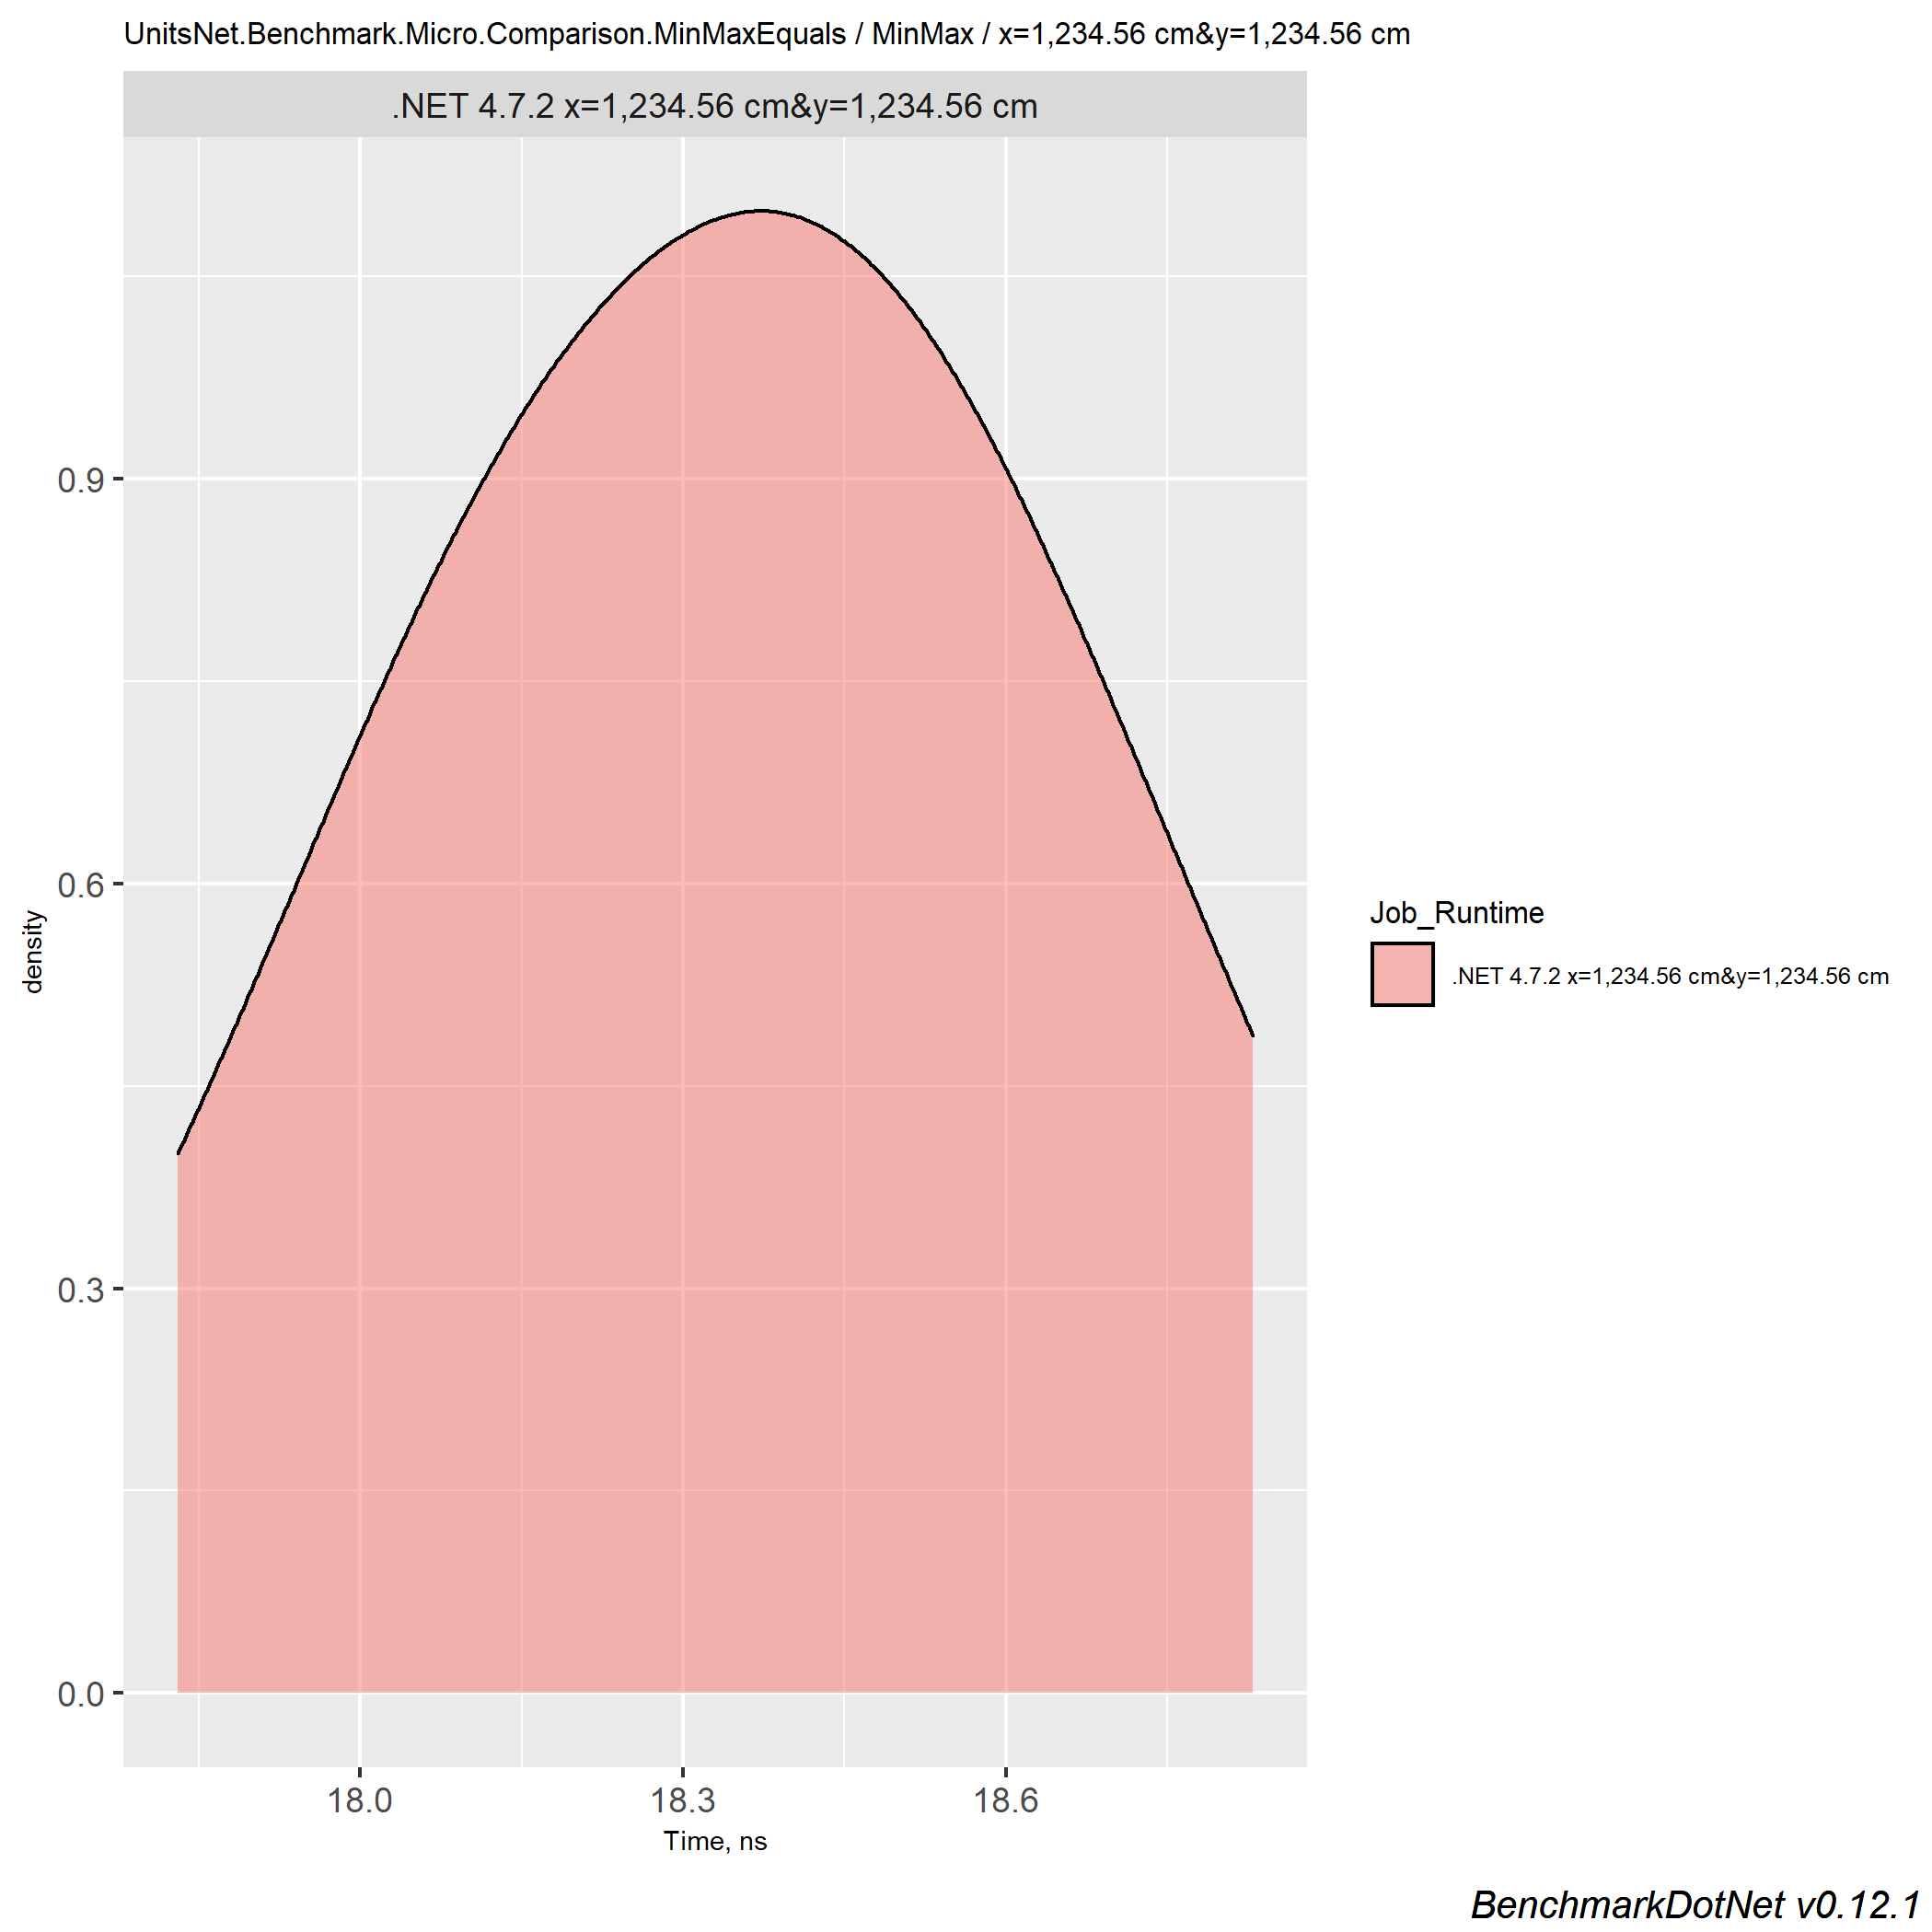 UnitsNet.Benchmark.Micro.Comparison.MinMaxEquals / MinMax / x=1,234.56 cm&y=1,234.56 cm
.NET 4.7.2 x=1,234.56 cm&y=1,234.56 cm
0.9
0.6
0.3
0.0
density
18.0 18.3 18.6
Time, ns
Job_Runtime
.NET 4.7.2 x=1,234.56 cm&y=1,234.56 cm
BenchmarkDotNet v0.12.1